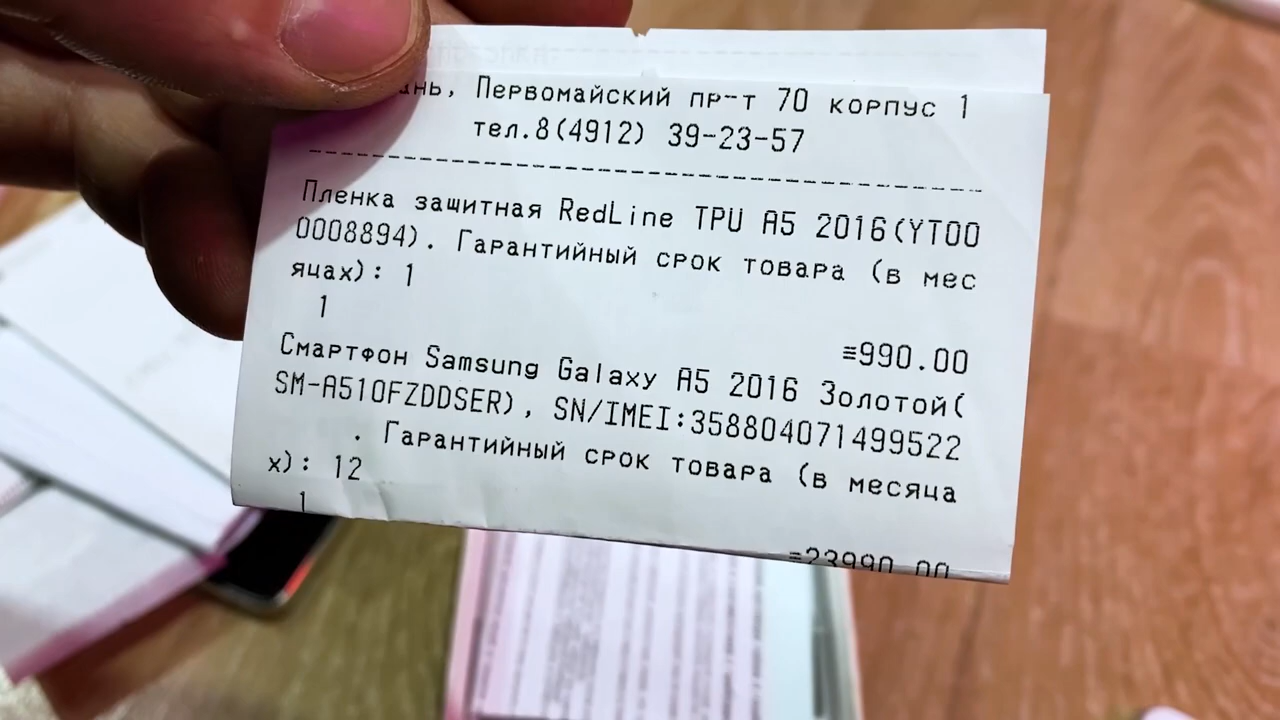 Первомайский пр-т 70 корпус 1
тел.8(4912) 39-23-57
Пленка защитная RedLine TPU A5 2016(YT00
0008894). Гарантийный срок товара (в мес
яцах): 1
1
≡990.00
Смартфон Samsung Galaxy A5 2016 Золотой(
SM-A510FZDDSER), SN/IMEI:358804071499522
. Гарантийный срок товара (в месяца
х): 12
1
=23990.00